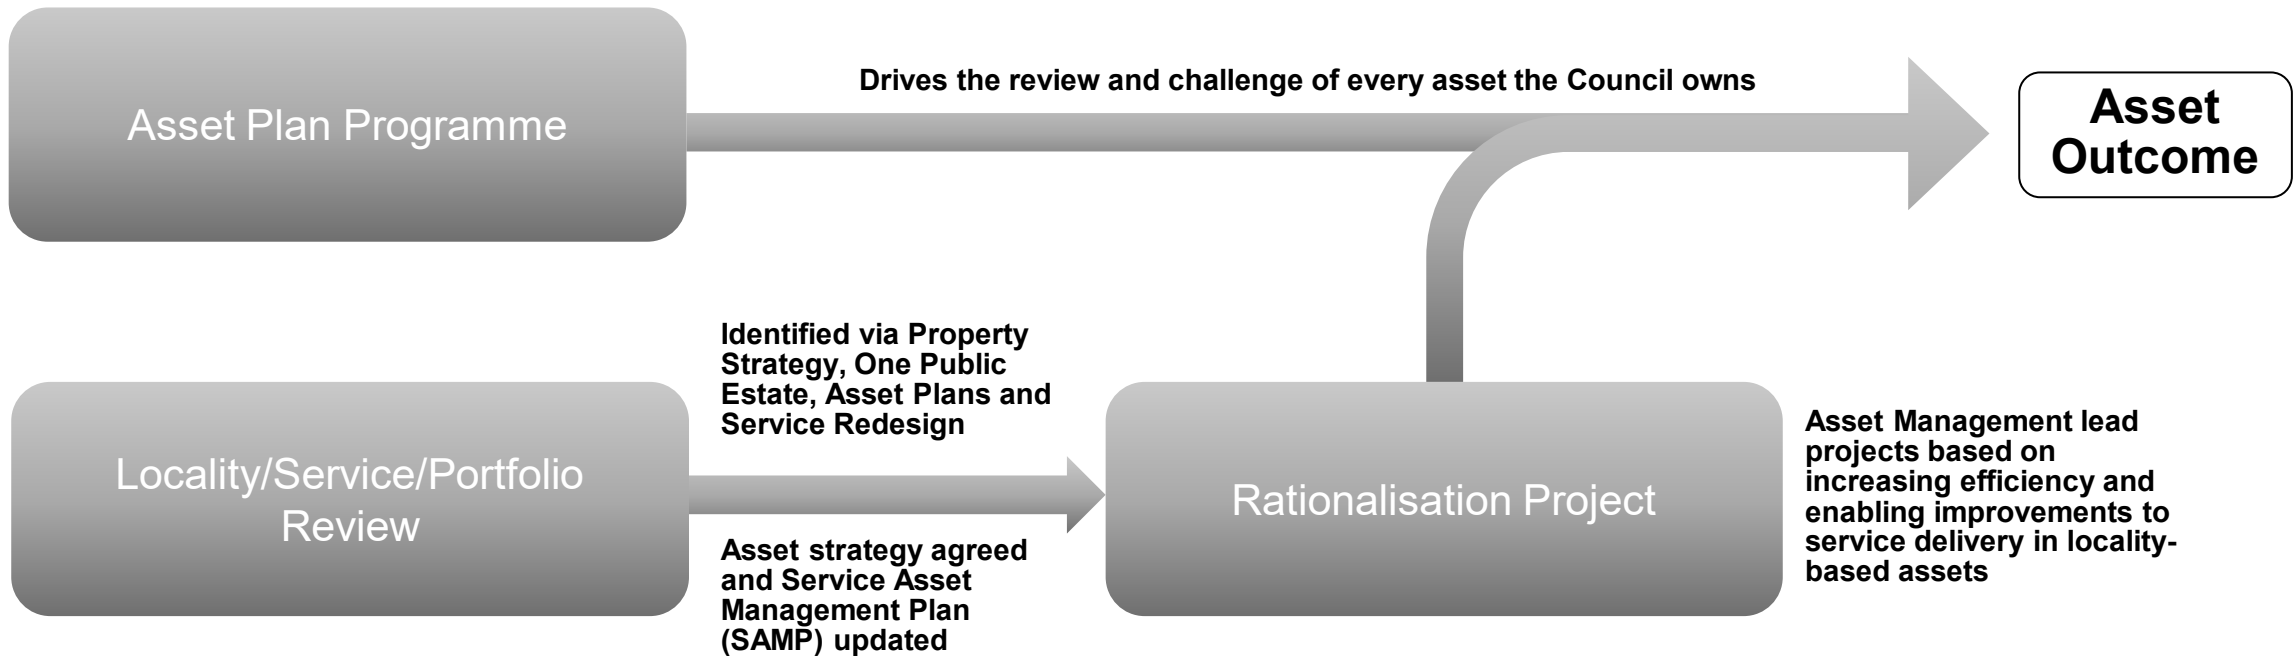 Asset Plan Programme
Drives the review and challenge of every asset the Council owns
Asset
Outcome
Locality/Service/Portfolio
Review
Identified via Property
Strategy, One Public
Estate, Asset Plans and
Service Redesign
Asset strategy agreed
and Service Asset
Management Plan
(SAMP) updated
Rationalisation Project
Asset Management lead
projects based on
increasing efficiency and
enabling improvements to
service delivery in locality-
based assets